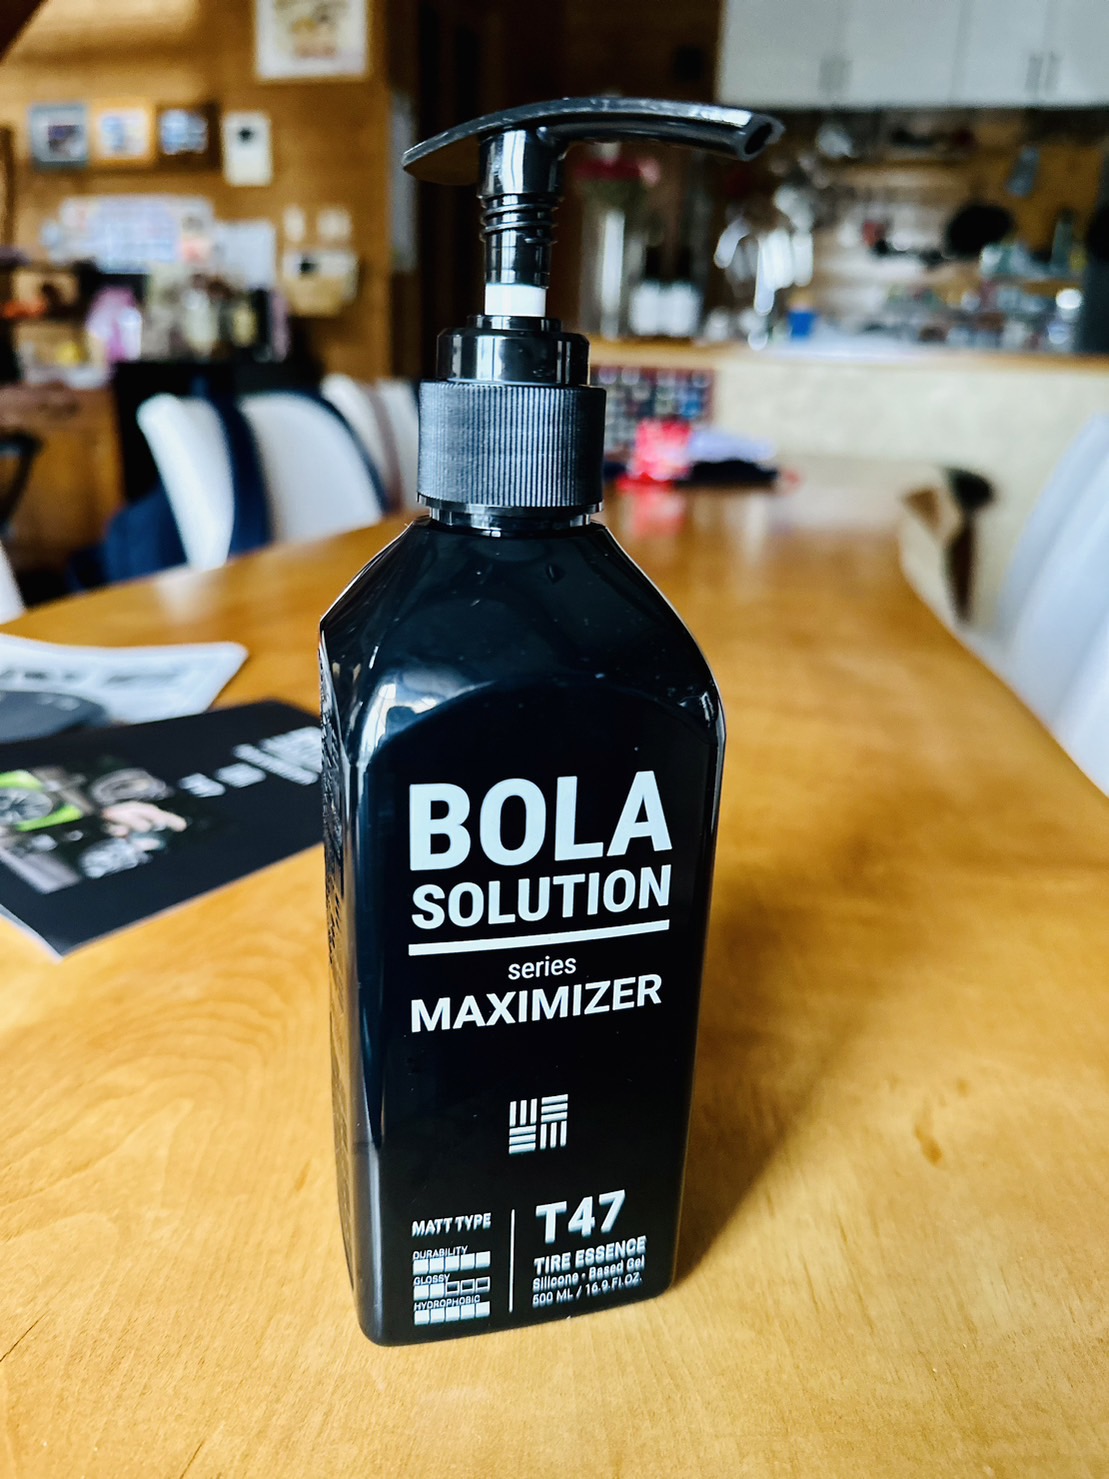 BOLA
SOLUTION
series
MAXIMIZER
MATT TYPE
DURABILITY
GLOSSY
HYDROPHOBIC
T47
TIRE ESSENCE
Silicone・Based Gel
500 ML / 16.9 Fl.OZ.